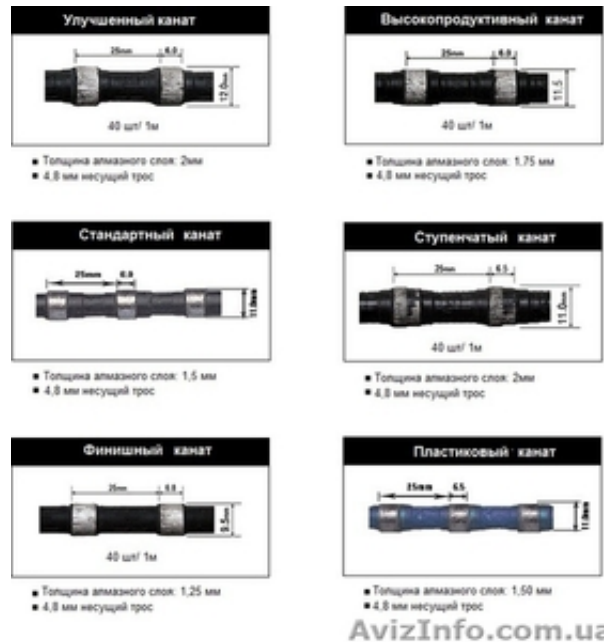 Улучшенный канат
25mm
6.0
12.0mm
40 шт/ 1м
Толщина алмазного слоя: 2мм
4,8 мм несущий трос
Высокопродуктивный канат
25mm
6.0
11.5
40 шт/ 1м
Толщина алмазного слоя: 1.75 мм
4,8 мм несущий трос
Стандартный канат
25mm
6.0
11.0mm
Толщина алмазного слоя: 1,5 мм
4,8 мм несущий трос
Ступенчатый канат
25mm
6.5
11.0mm
40 шт/ 1м
Толщина алмазного слоя: 2мм
4,8 мм несущий трос
Финишный канат
25mm
6.0
9.5mm
40 шт/ 1м
Толщина алмазного слоя: 1,25 мм
4,8 мм несущий трос
Пластиковый канат
25mm
6.5
11.0mm
Толщина алмазного слоя: 1,50 мм
4,8 мм несущий трос
AvizInfo.com.ua